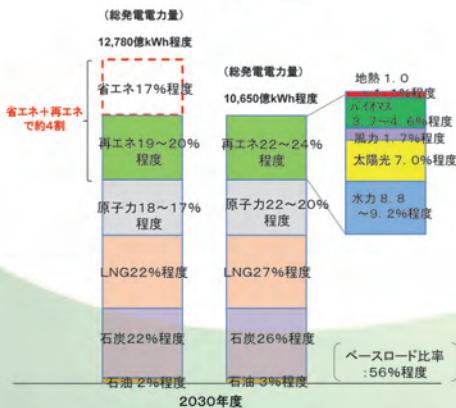 (総発電電力量)
12,780億kWh程度
省エネ+再エネ
で約4割
省エネ17%程度
再エネ19~20%
程度
原子力18~17%
程度
LNG22%程度
石炭22%程度
石油 2%程度
(総発電電力量)
10,650億kWh程度
再エネ22~24%
程度
原子力22~20%
程度
LNG27%程度
石炭26%程度
石油 3%程度
地熱 1.0
バイオマス
3.7~4.6%程度
風力 1.7%程度
太陽光 7.0%程度
水力 8.8
~9.2%程度
ベースロード比率
:56%程度
2030年度